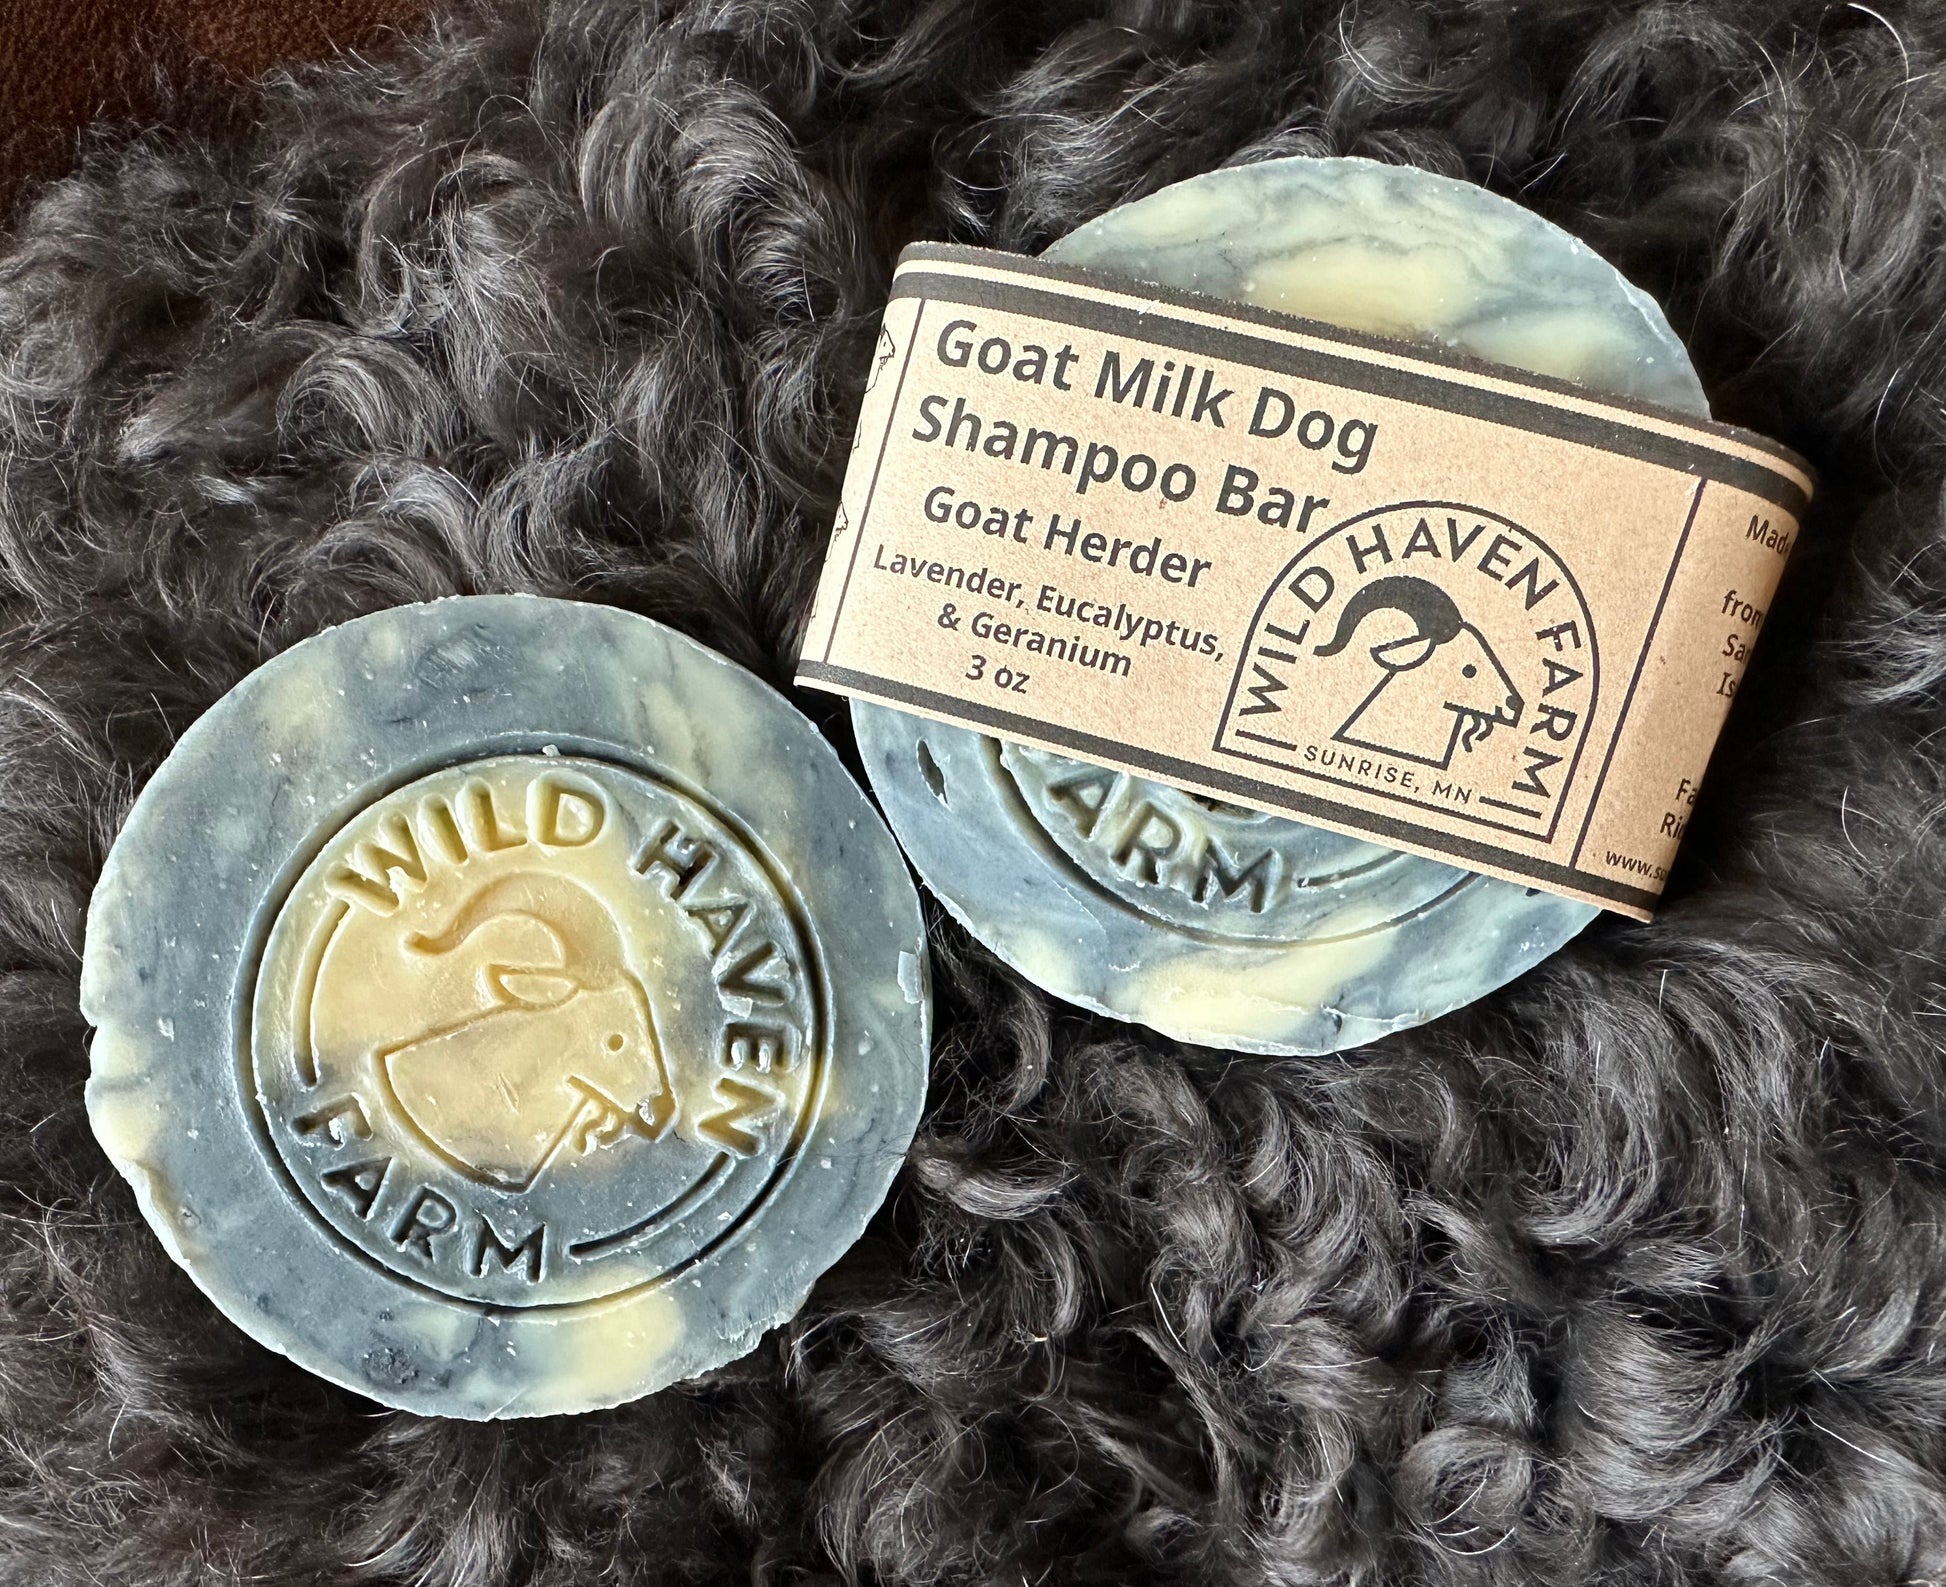 Goat Milk Dog
Shampoo Bar
Goat Herder
Lavender, Eucalyptus,
& Geranium
3 oz
WILD HAVEN FARM
SUNRISE, MN
FARM
WILD HAVEN
FARM